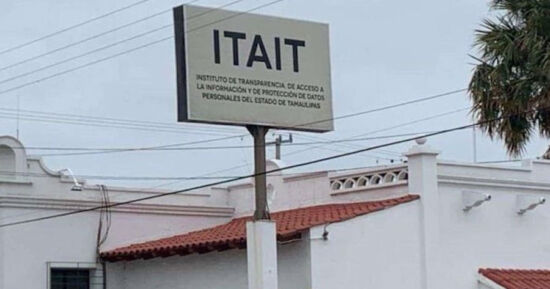 ITAIT
INSTITUTO DE TRANSPARENCIA, DE ACCESO A
LA INFORMACIÓN Y DE PROTECCIÓN DE DATOS
PERSONALES DEL ESTADO DE TAMAULIPAS